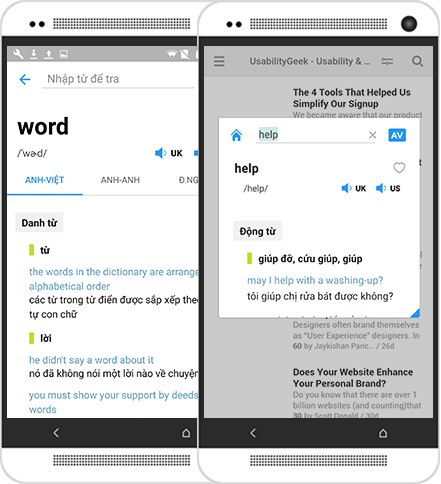 Nhập từ để tra
word
/'wə:d/
UK
ANH-VIỆT
ANH-ANH
Danh từ
từ
the words in the dictionary are arrange
alphabetical order
các từ trong từ điển được sắp xếp theo
tự con chữ
lời
he didn't say a word about it
nó đã không nói một lời nào về chuyện
you must show your support by deeds
words
UsabilityGeek - Usability & ...
The 4 Tools That Helped Us
Simplify Our Signup
We became aware that our product
help
AV
help
/help/
UK
US
Động từ
giúp đỡ, cứu giúp, giúp
may I help with a washing-up?
tôi giúp chị rửa bát được không?
Designers often brand themselves
as "User Experience" designers. In
60 by Jaykishan Panc... / 26d
Does Your Website Enhance
Your Personal Brand?
Do you know that there are over 1
billion websites (and counting)that
30 by Scott Donald / 30d